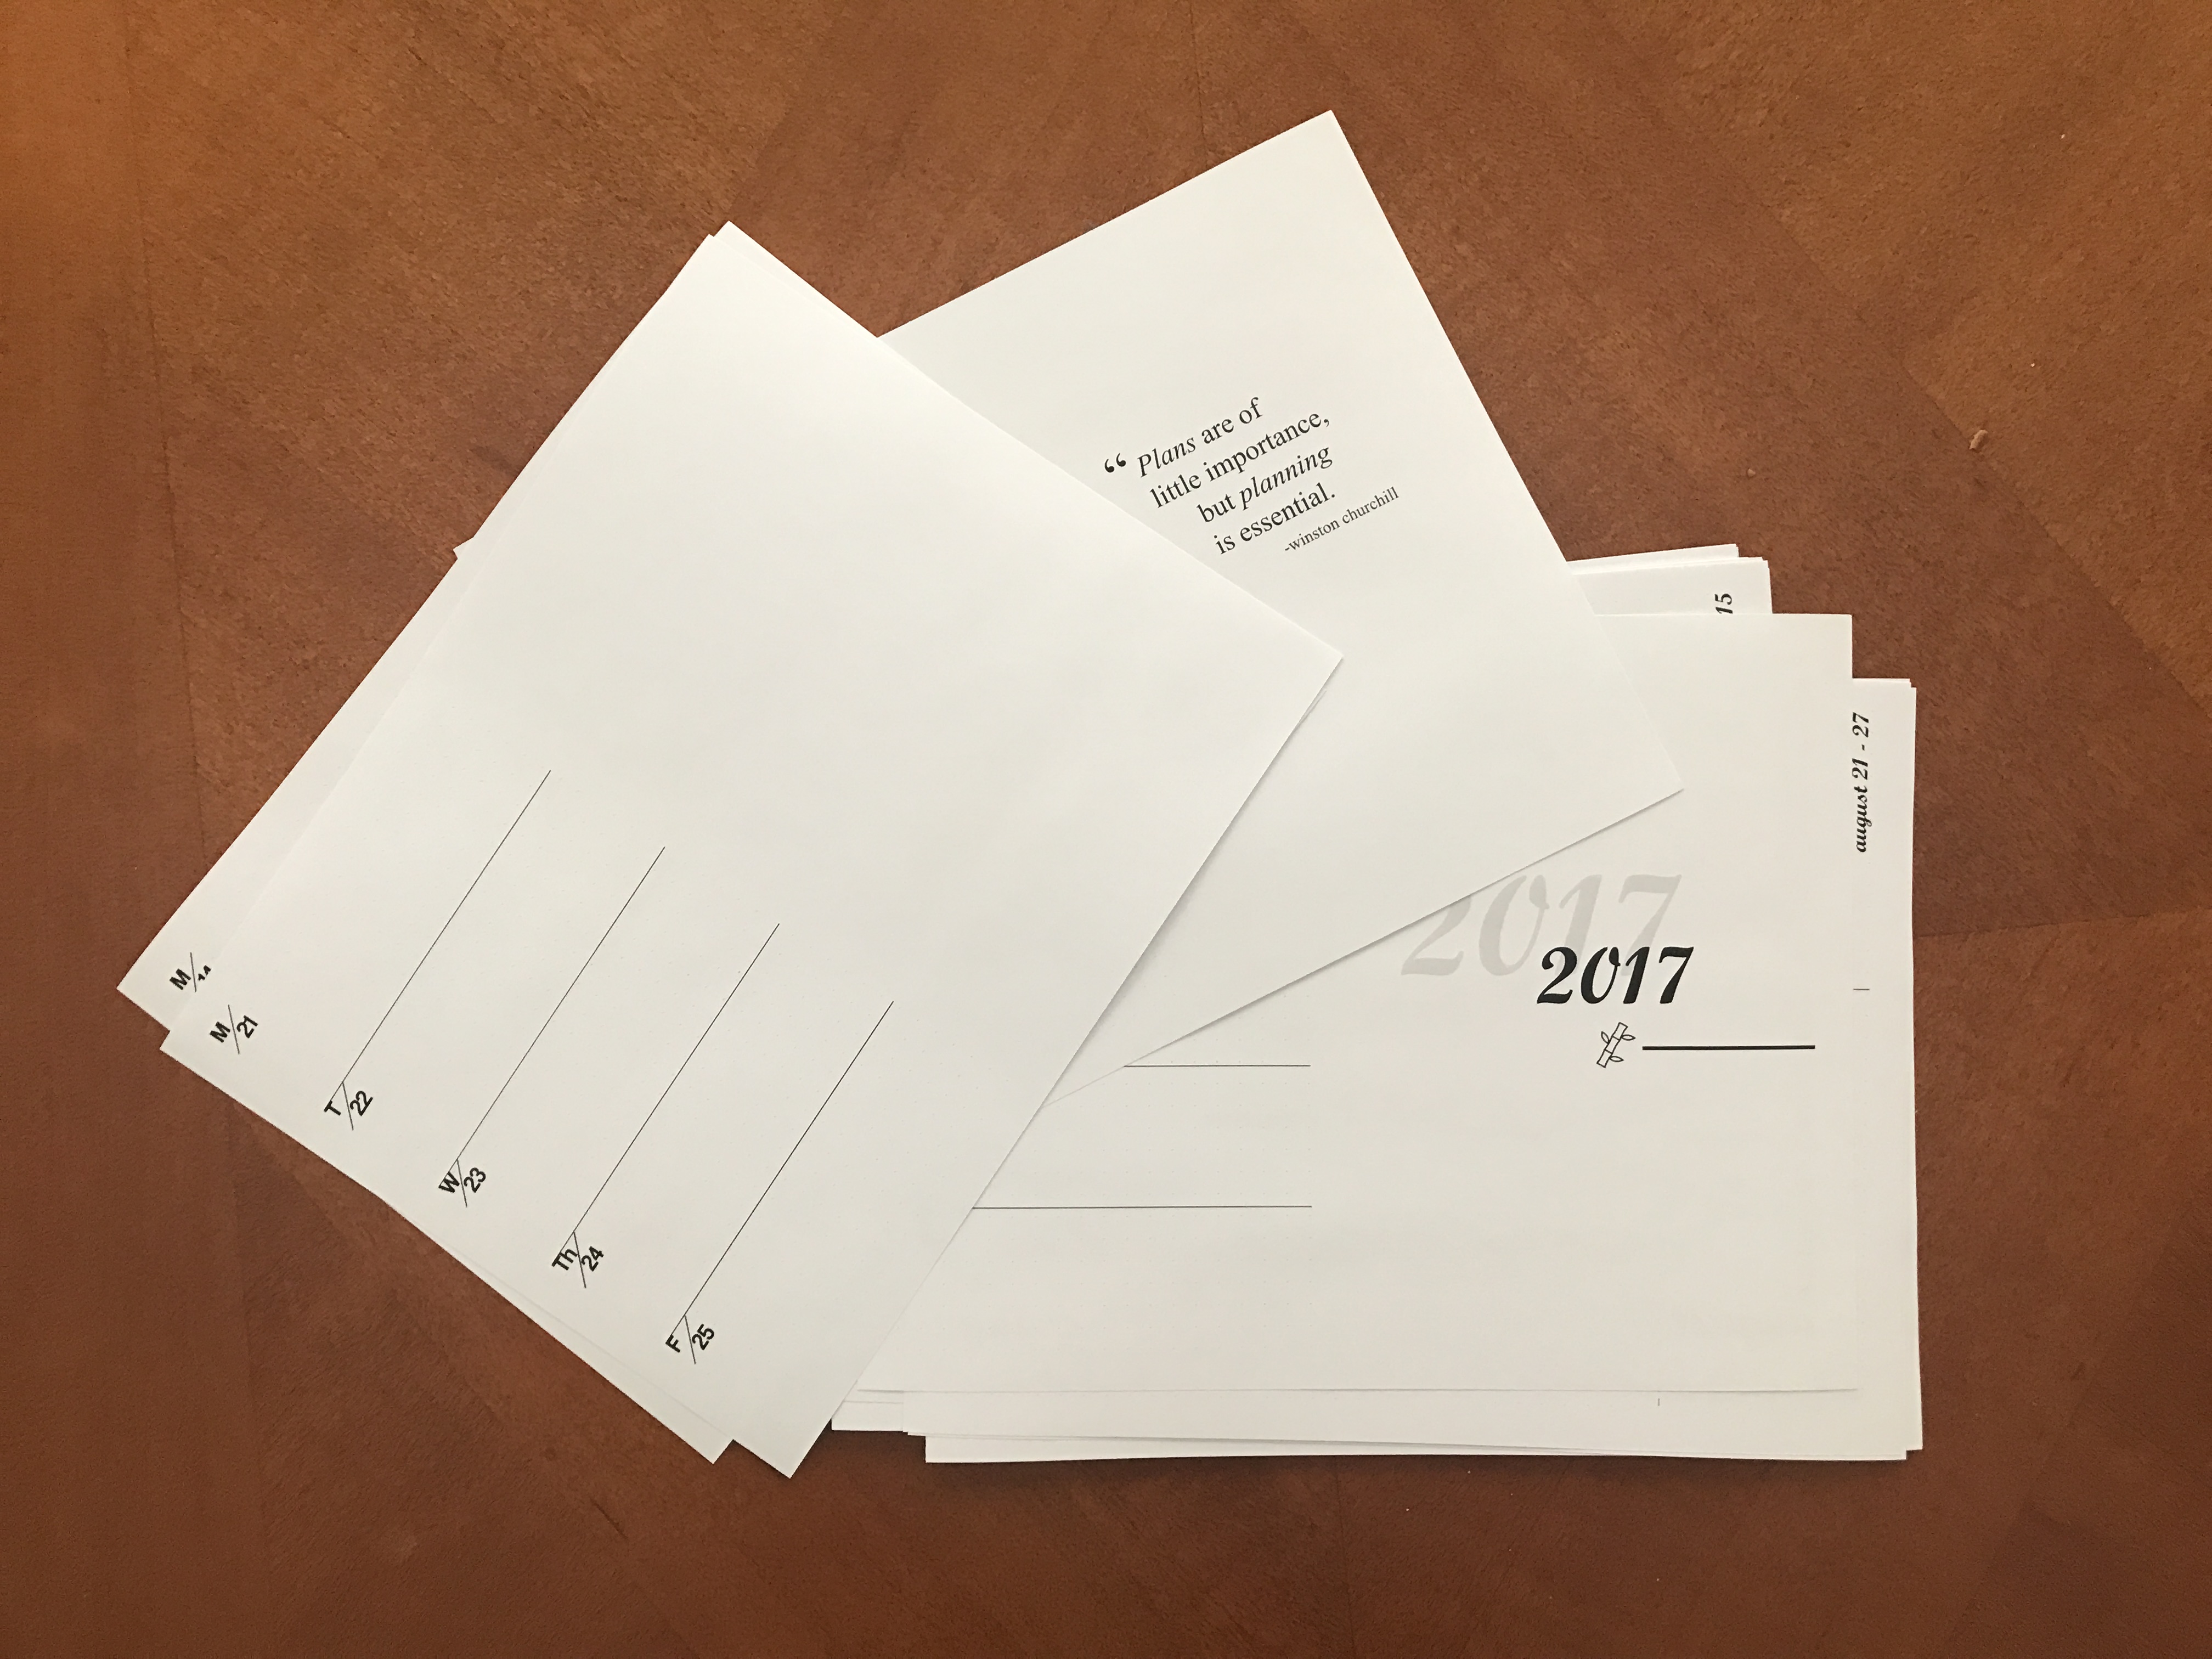 “ Plans are of
little importance,
but planning
is essential.
-winston churchill
15
august 21 - 27
2017
2017
M/14
M/21
T/22
W/23
Th/24
F/25